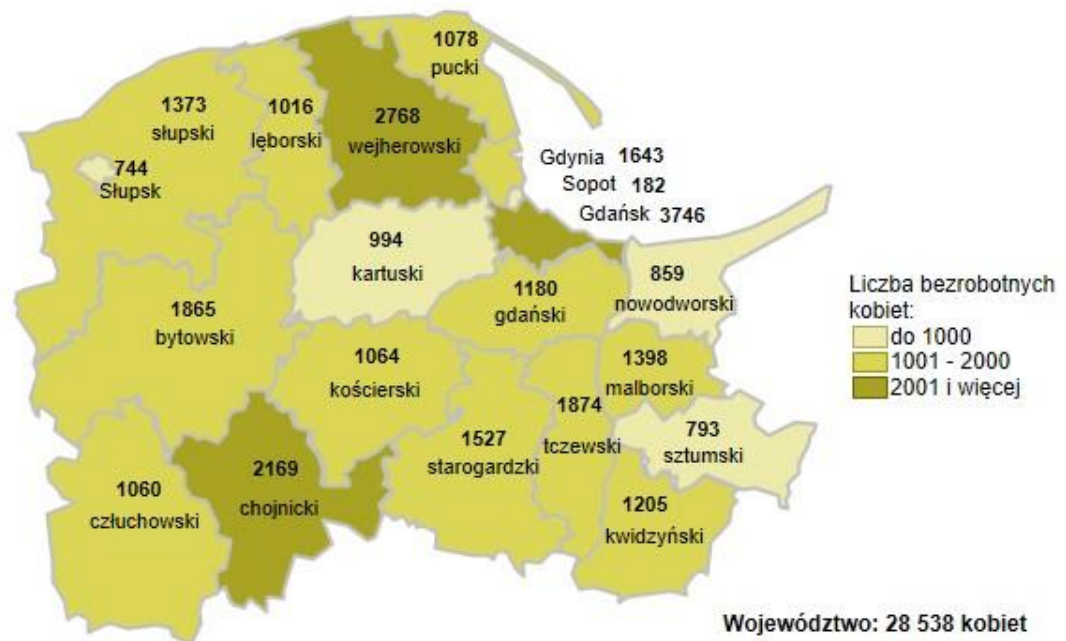 1078
pucki
1373
słupski
1016
lęborski
2768
wejherowski
744
Słupsk
Gdynia 1643
Sopot 182
Gdańsk 3746
994
kartuski
859
nowodworski
1180
gdański
1865
bytowski
1064
kościerski
1398
malborski
1874
tczewski
1527
starogardzki
793
sztumski
2169
chojnicki
1060
człuchowski
1205
kwidzyński
Liczba bezrobotnych
kobiet:
do 1000
1001 - 2000
2001 i więcej
Województwo: 28 538 kobiet